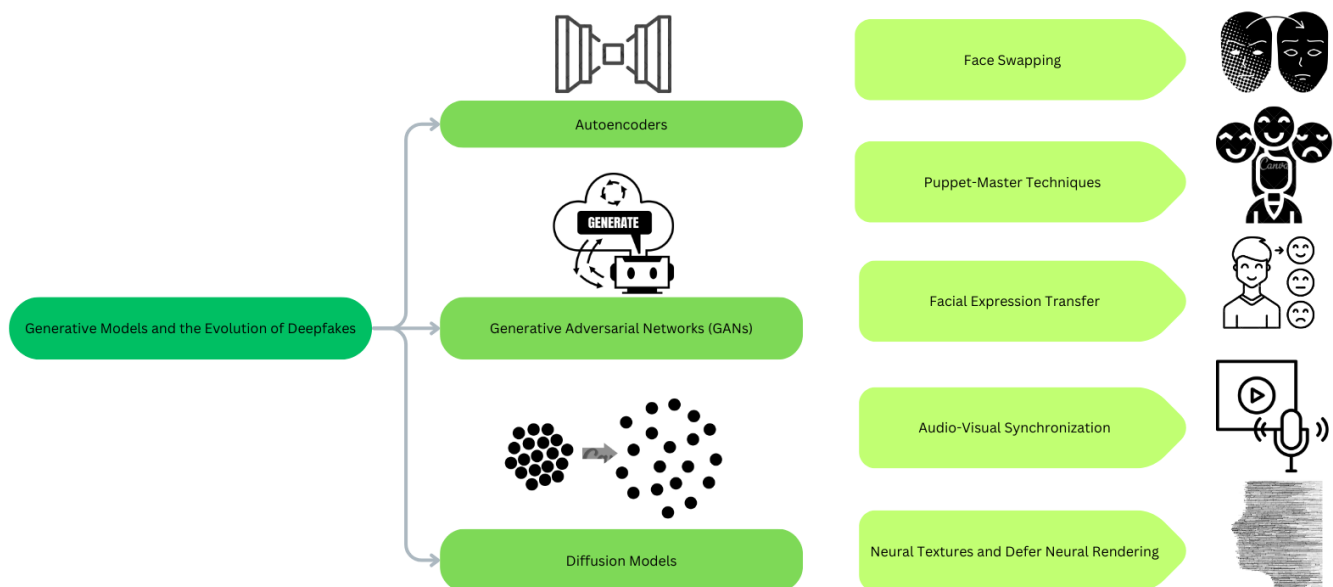 Face Swapping
Autoencoders
Canva
Puppet-Master Techniques
GENERATE
Generative Models and the Evolution of Deepfakes
Generative Adversarial Networks (GANs)
Facial Expression Transfer
Audio-Visual Synchronization
Diffusion Models
Neural Textures and Defer Neural Rendering